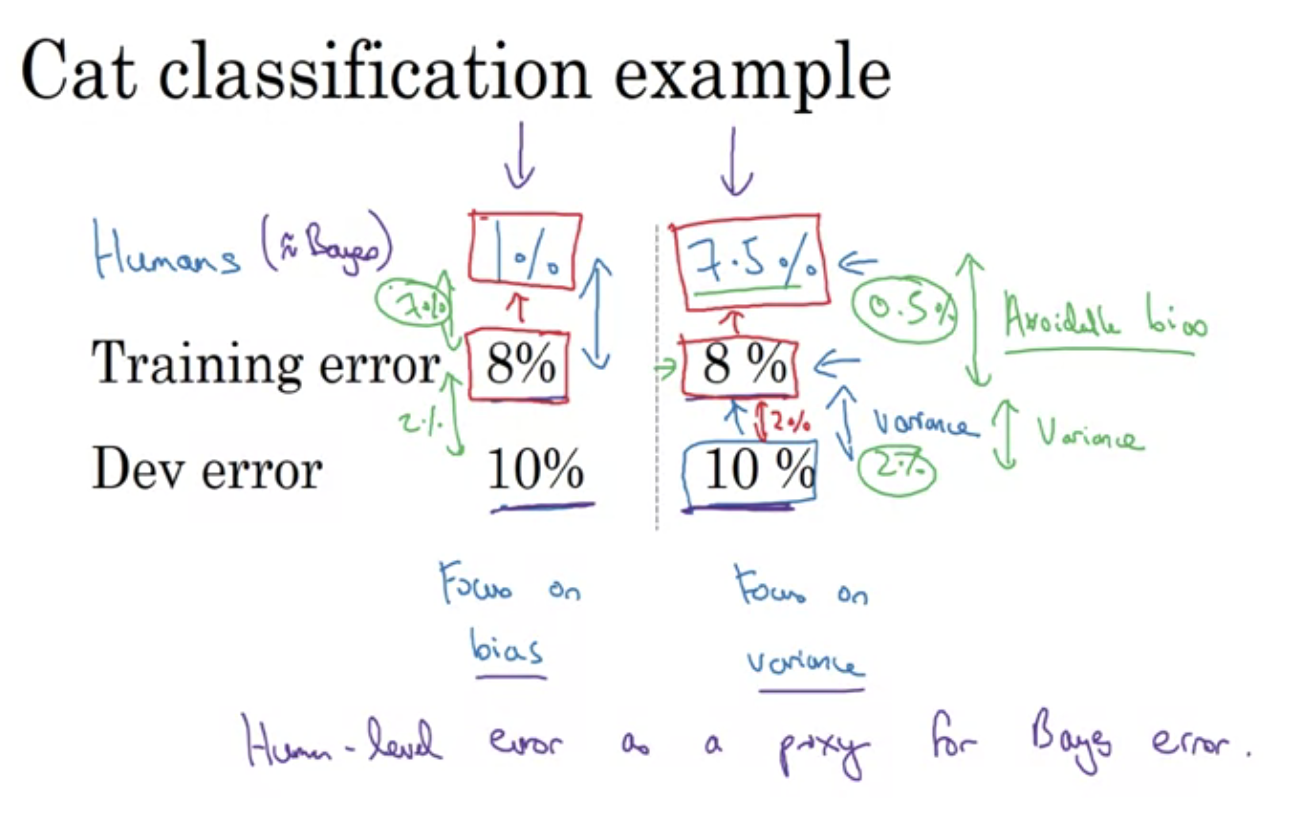 Cat classification example
Humans (≈ Bayes) 1% 7.5%
7% 0.5% Avoidable bias
Training error 8% 8 %
2% 2% Variance Variance
Dev error 10% 10 % 2%
Focus on Focus on
bias variance
Human-level error as a proxy for Bayes error.